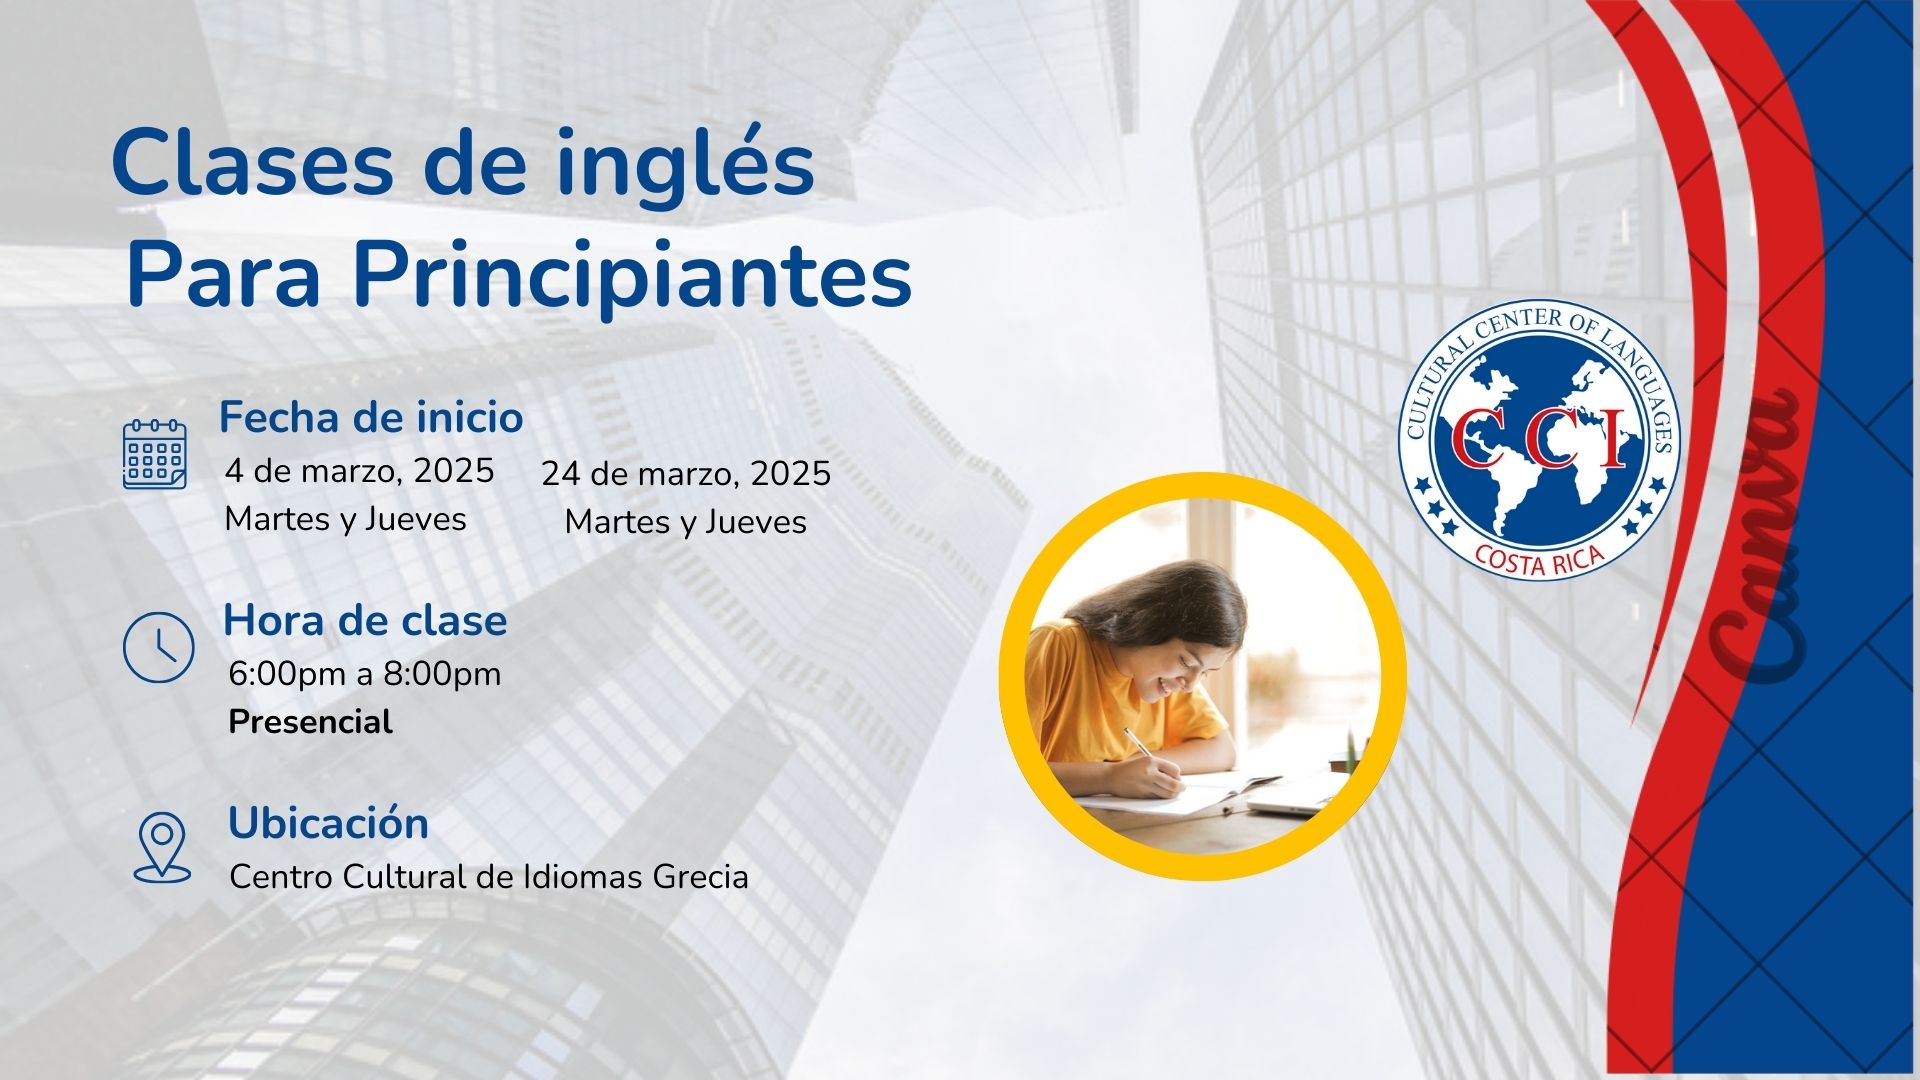 Clases de inglés
Para Principiantes
Fecha de inicio
4 de marzo, 2025
Martes y Jueves
24 de marzo, 2025
Martes y Jueves
Hora de clase
6:00pm a 8:00pm
Presencial
Ubicación
Centro Cultural de Idiomas Grecia
CULTURAL CENTER OF LANGUAGES
CCI
COSTA RICA
Canva